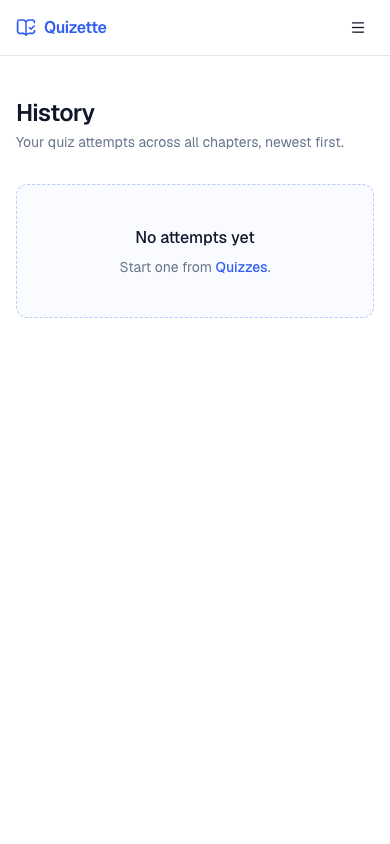 Quizette
History
Your quiz attempts across all chapters, newest first.
No attempts yet
Start one from Quizzes.